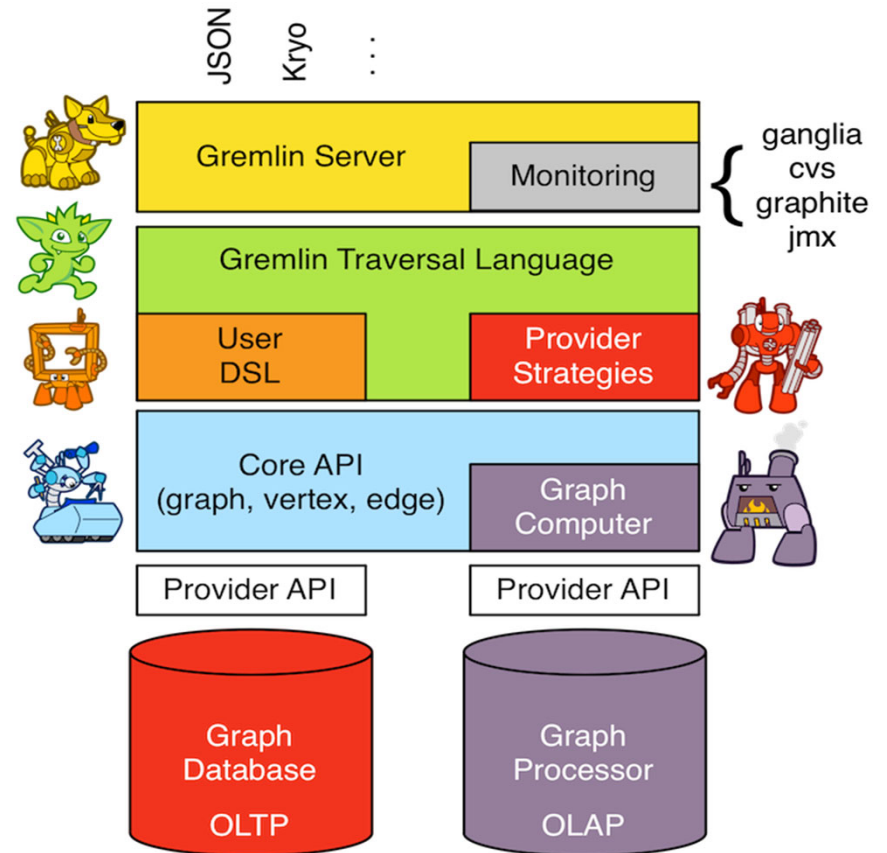 JSON
Kryo
...
Gremlin Server
Monitoring
ganglia
cvs
graphite
jmx
Gremlin Traversal Language
User
DSL
Provider
Strategies
Core API
(graph, vertex, edge)
Graph
Computer
Provider API
Provider API
Graph
Database
OLTP
Graph
Processor
OLAP